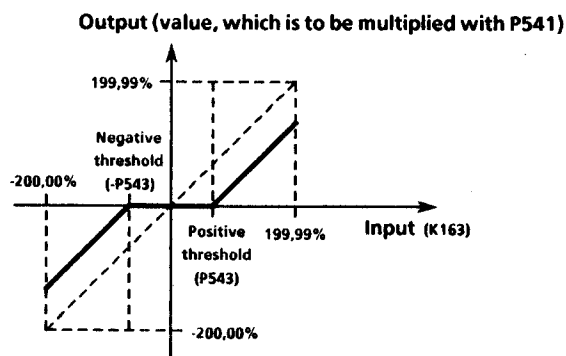 Output (value, which is to be multiplied with P541)
199,99%
Negative
threshold
(-P543)
-200,00%
Positive
threshold
(P543)
199,99%
Input (K163)
-200,00%